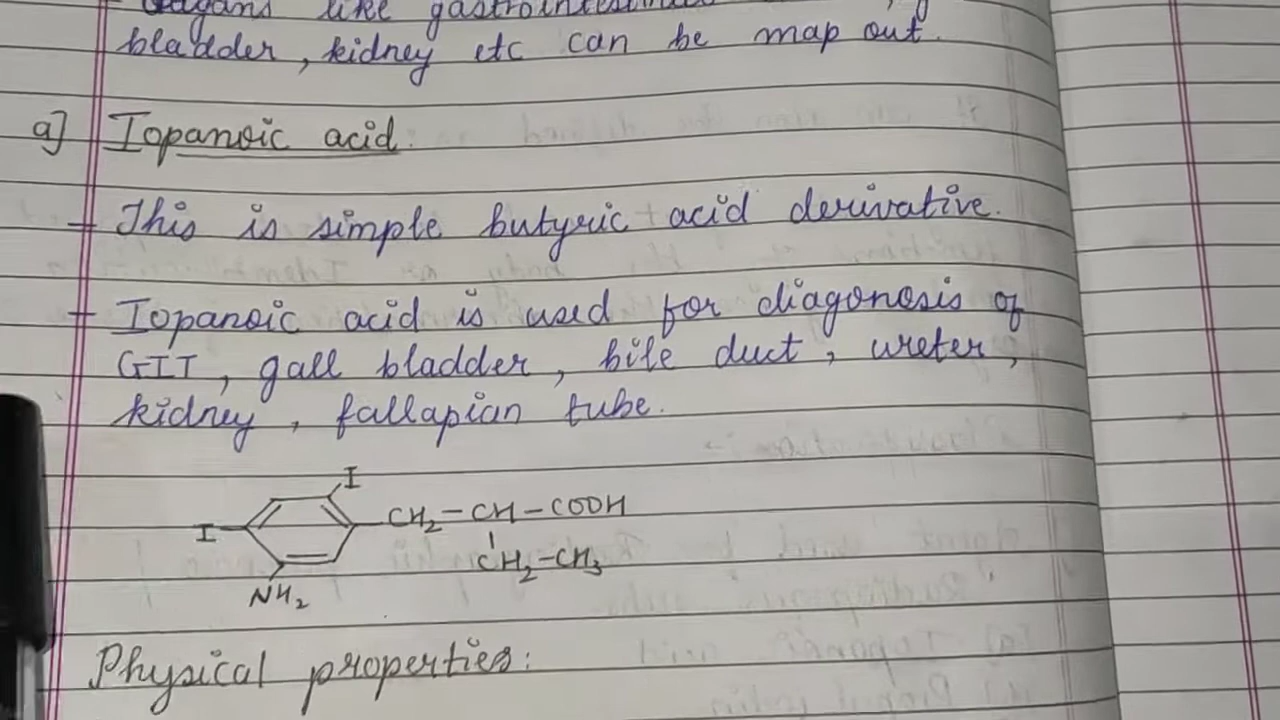 like
bladder, kidney etc can be map out.
a] Iopanoic acid:
- This is simple butyric acid derivative.
- Iopanoic acid is used for diagonosis of
GIT, gall bladder, bile duct, ureter,
kidney, fallapian tube.
I
I CH2-CH-COOH
CH2-CH3
NH2
Physical properties: